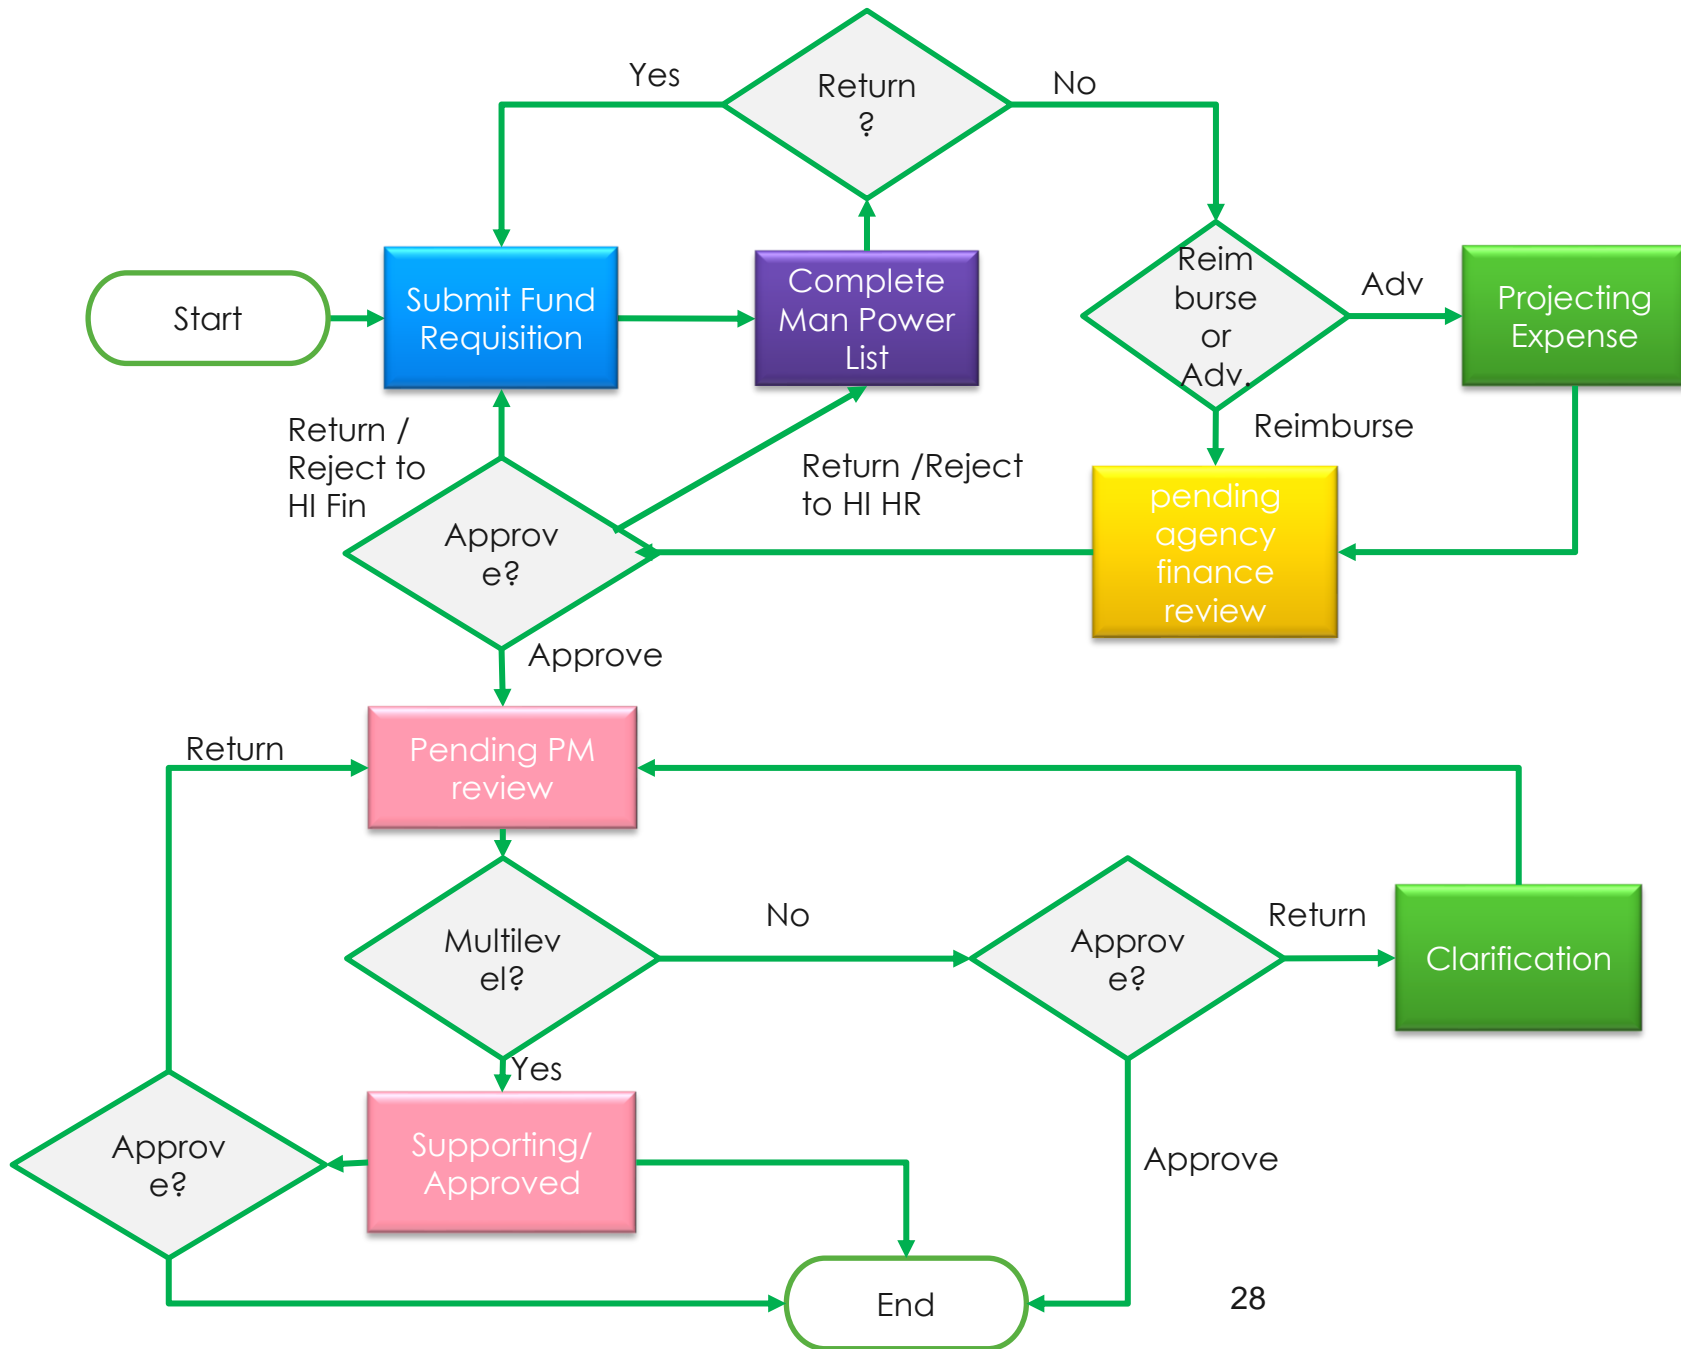 Yes
Return
?
No
Start
Submit Fund
Requisition
Complete
Man Power
List
Reim
burse
or
Adv.
Adv
Projecting
Expense
Return /
Reject to
HI Fin
Return /Reject
to HI HR
Reimburse
Approv
e?
pending
agency
finance
review
Approve
Return
Pending PM
review
Multilev
el?
No
Approv
e?
Return
Clarification
Yes
Approv
e?
Supporting/
Approved
Approve
End
28